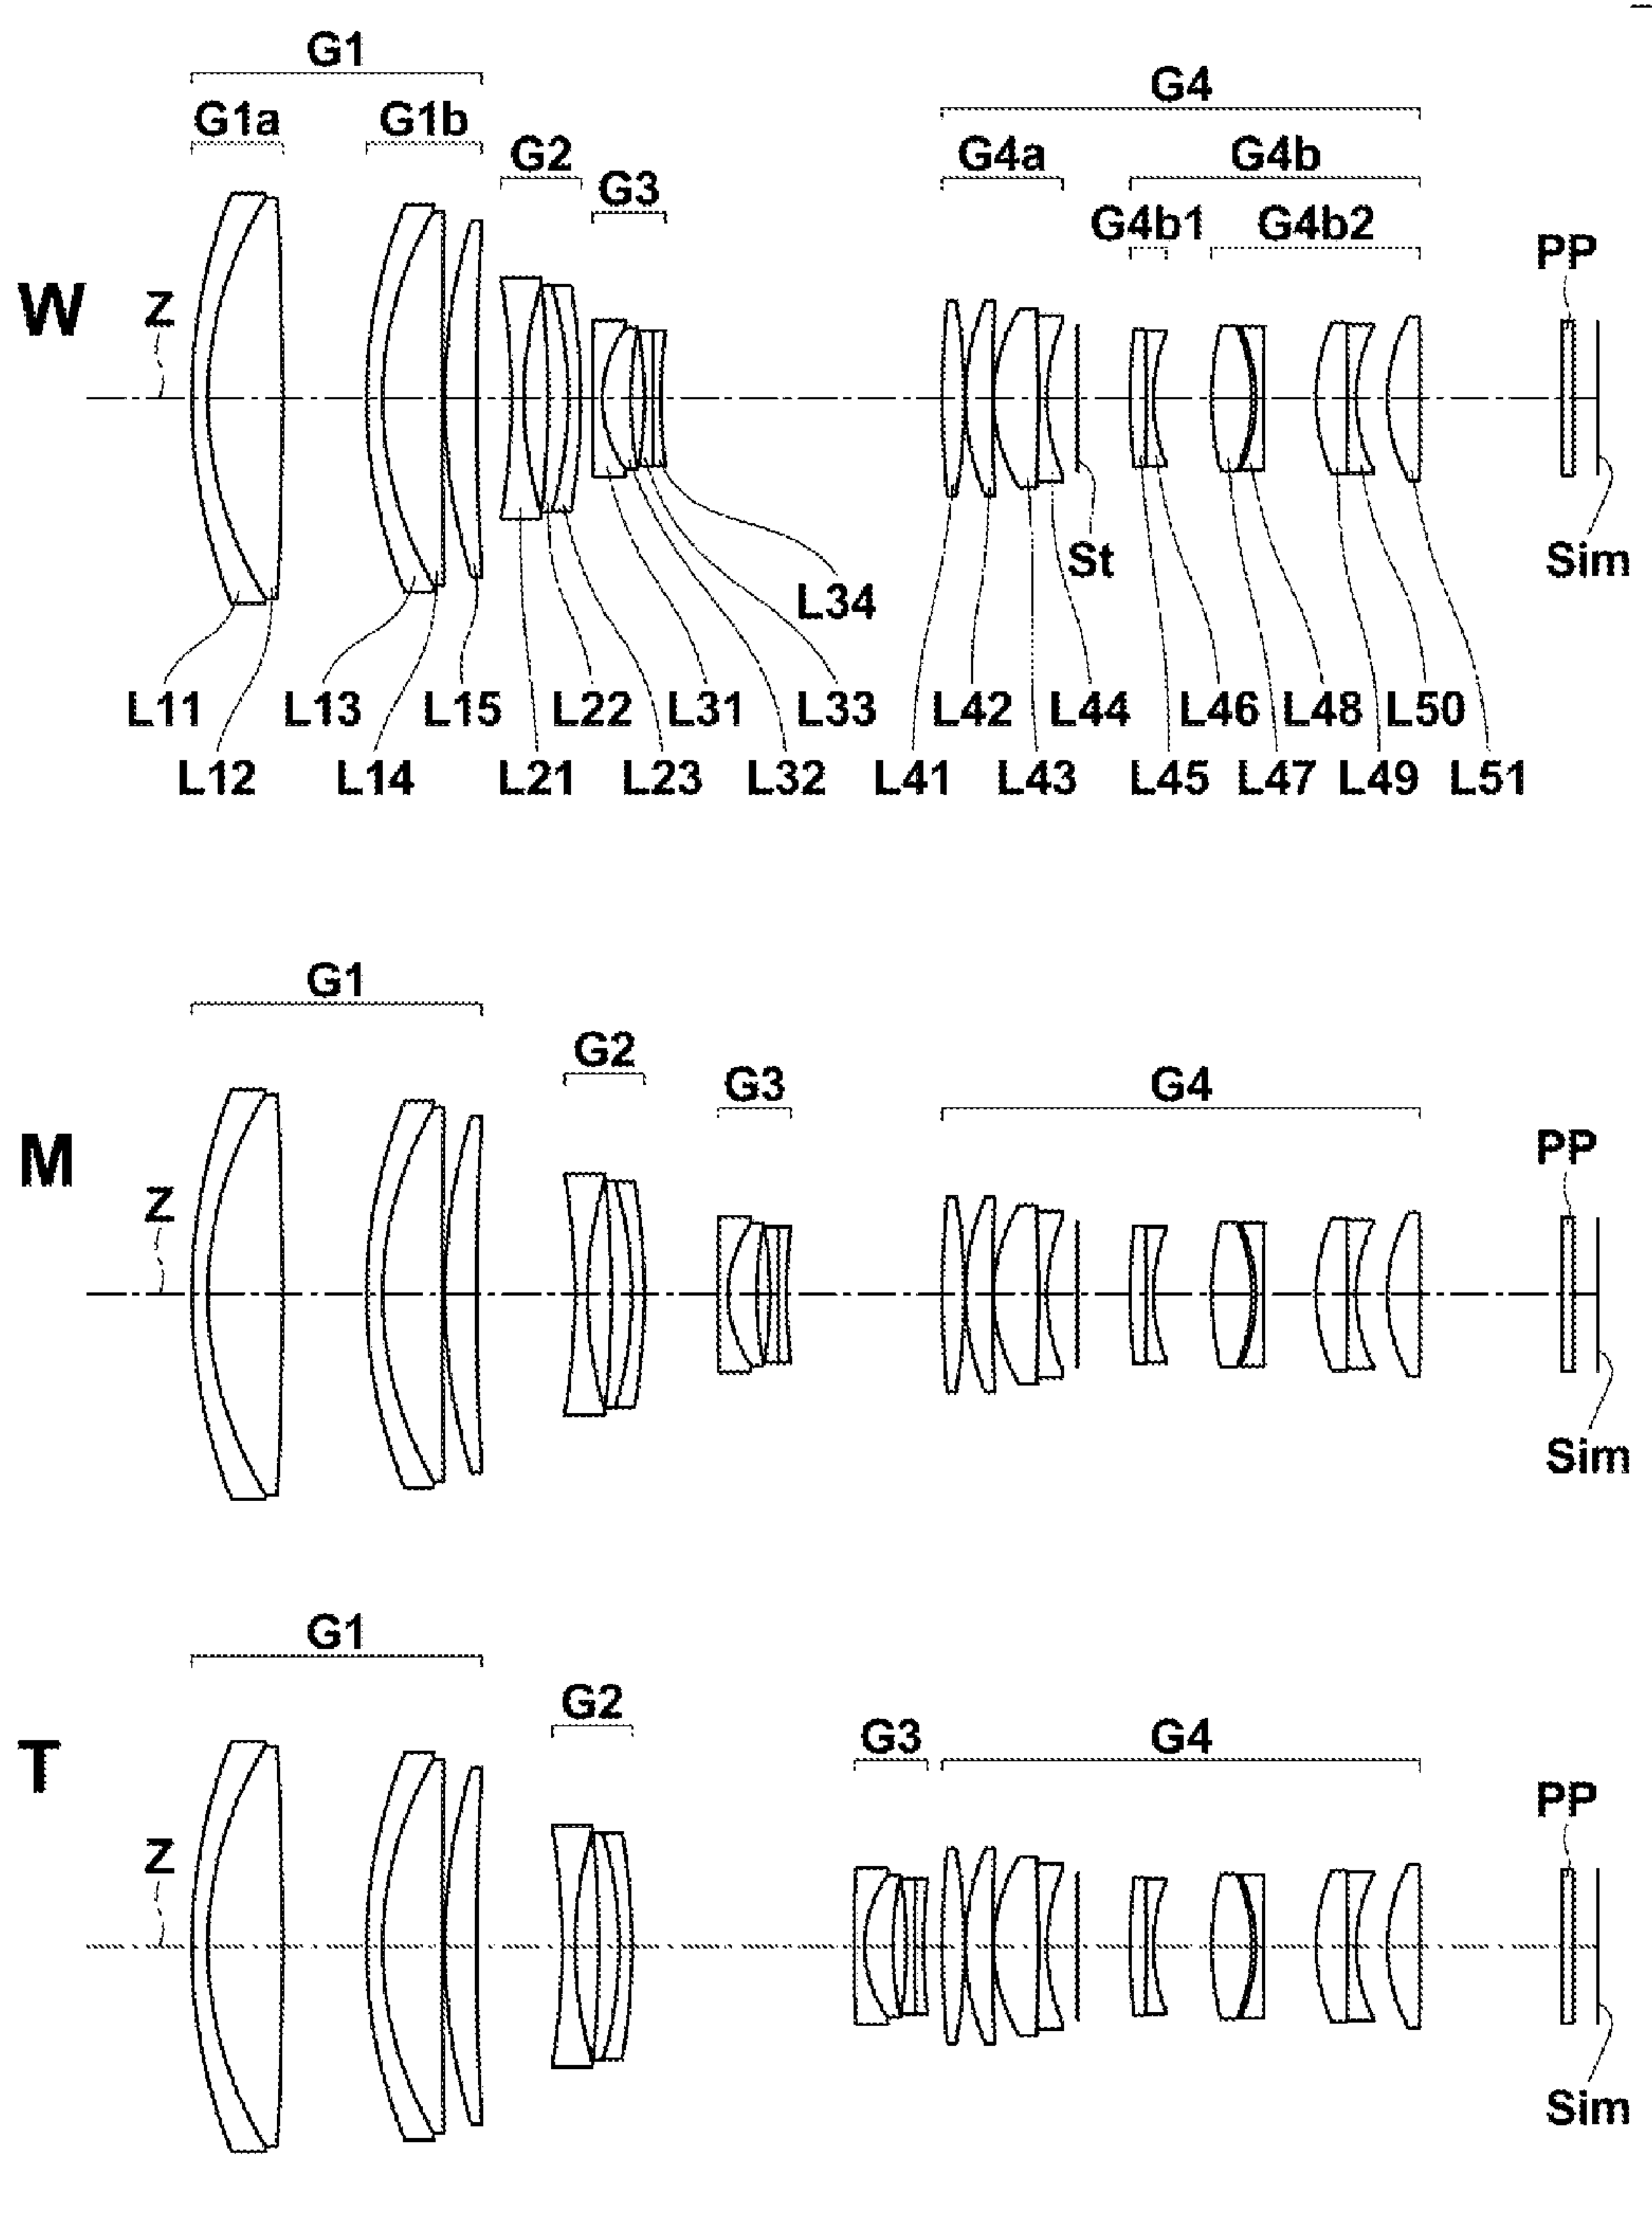 G1
G4
G1a G1b G2 G4a G4b
G3 G4b1 G4b2 PP
W Z
St Sim
L34
L11 L13 L15 L22 L31 L33 L42 L44 L46 L48 L50
L12 L14 L21 L23 L32 L41 L43 L45 L47 L49 L51
G1
G2
G3 G4
M PP
Z
Sim
G1
G2
G3 G4
T PP
Z
Sim